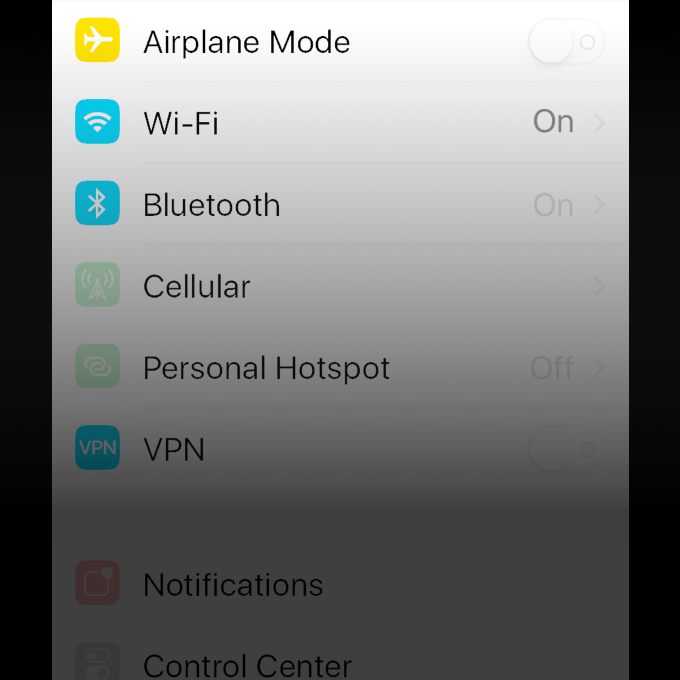 Airplane Mode
Wi-Fi On
Bluetooth On
Cellular
Personal Hotspot Off
VPN VPN
Notifications
Control Center